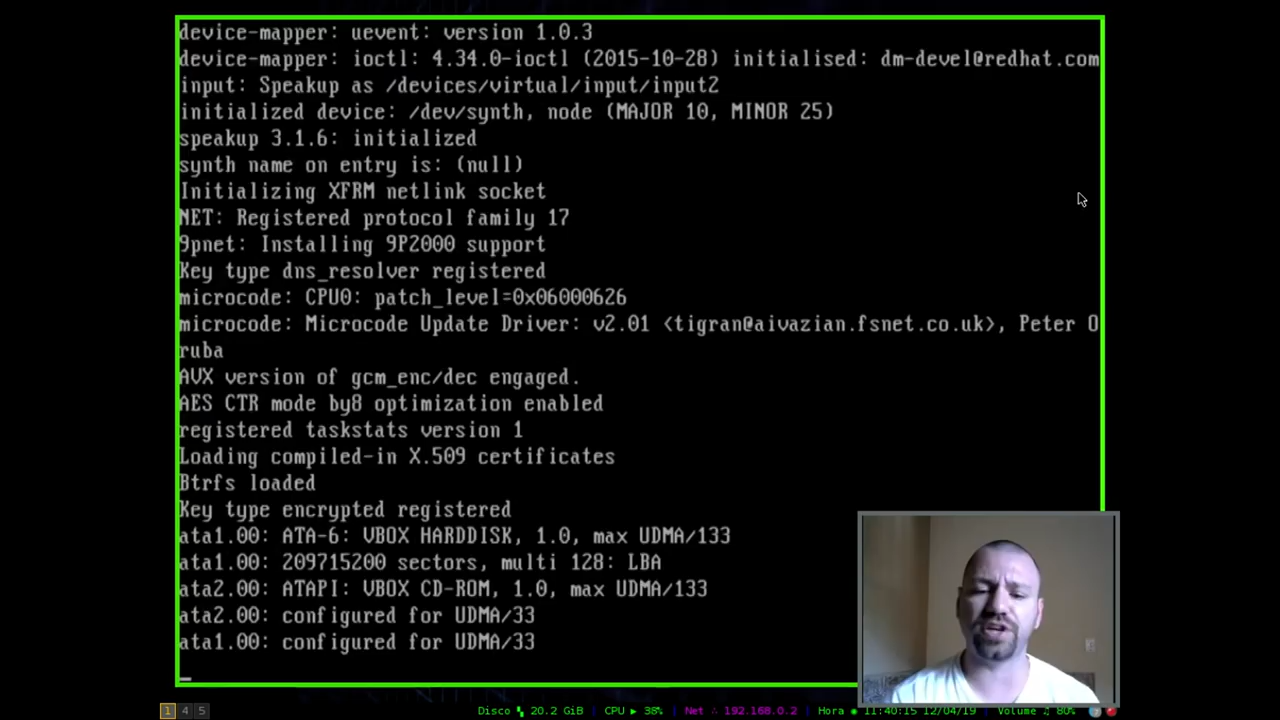 device-mapper: uevent: version 1.0.3
device-mapper: ioctl: 4.34.0-ioctl (2015-10-28) initialised: dm-devel@redhat.com
input: Speakup as /devices/virtual/input/input2
initialized device: /dev/synth, node (MAJOR 10, MINOR 25)
speakup 3.1.6: initialized
synth name on entry is: (null)
Initializing XFRM netlink socket
NET: Registered protocol family 17
9pnet: Installing 9P2000 support
Key type dns_resolver registered
microcode: CPU0: patch_level=0x06000626
microcode: Microcode Update Driver: v2.01 <tigran@aivazian.fsnet.co.uk>, Peter O
ruba
AVX version of gcm_enc/dec engaged.
AES CTR mode by8 optimization enabled
registered taskstats version 1
Loading compiled-in X.509 certificates
Btrfs loaded
Key type encrypted registered
ata1.00: ATA-6: VBOX HARDDISK, 1.0, max UDMA/133
ata1.00: 209715200 sectors, multi 128: LBA
ata2.00: ATAPI: VBOX CD-ROM, 1.0, max UDMA/133
ata2.00: configured for UDMA/33
ata1.00: configured for UDMA/33
1 4 5 Disco 20.2 GiB | CPU ▶ 38% | Net 192.168.0.2 | Hora 11:40:15 12/04/19 | Volume ♫ 80%